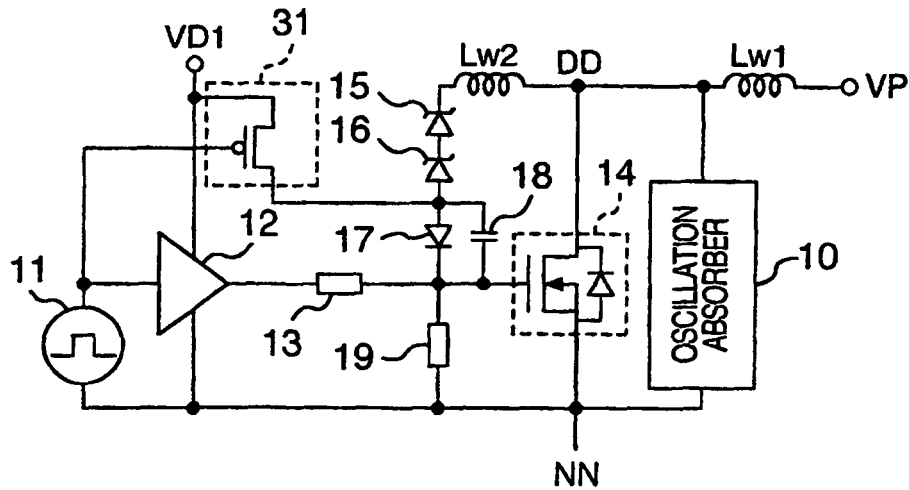 31
VD1
Lw2
DD
Lw1
VP
15
16
18
14
17
12
11
13
19
OSCILLATION
ABSORBER
10
NN